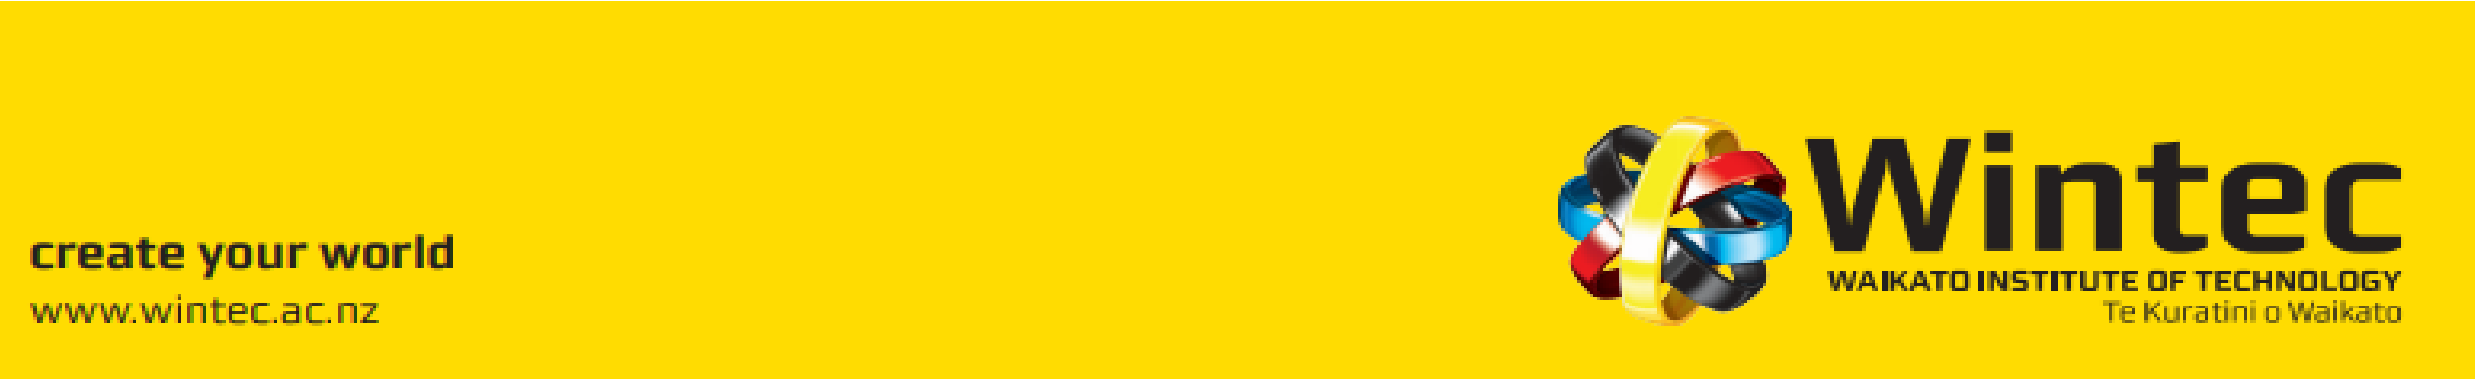 create your world
www.wintec.ac.nz
Wintec
WAIKATO INSTITUTE OF TECHNOLOGY
Te Kuratini o Waikato